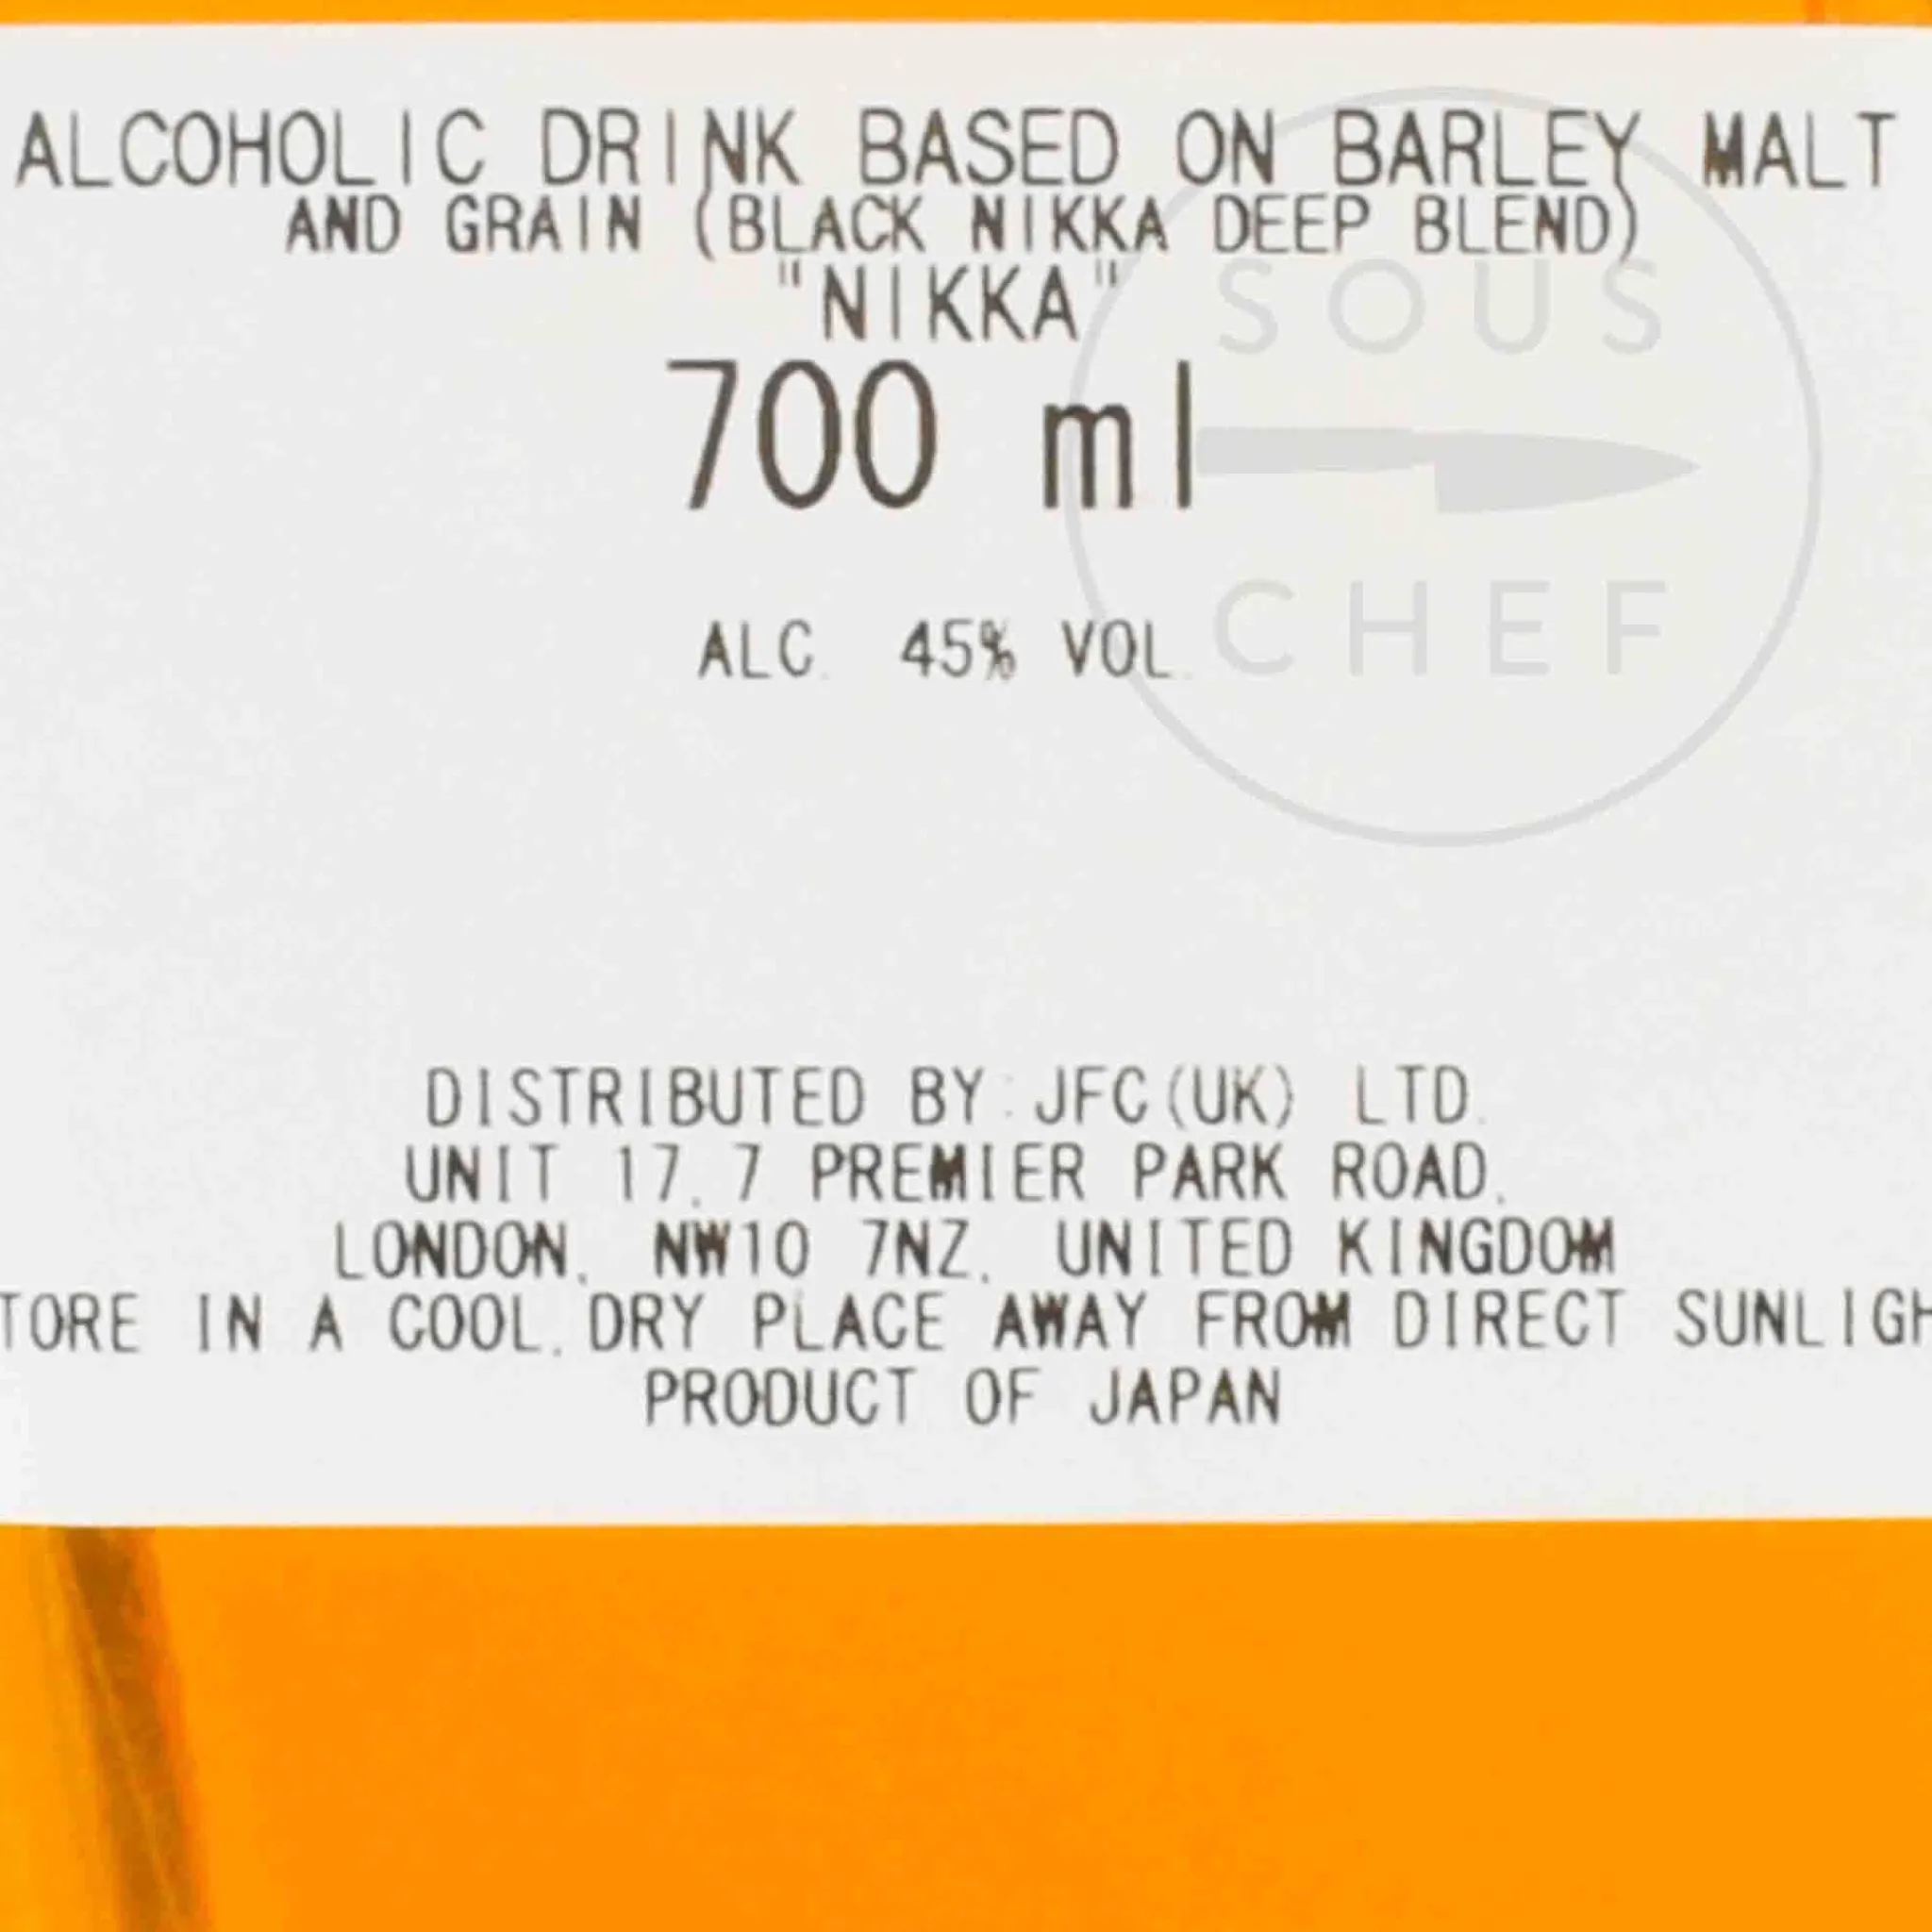 ALCOHOLIC DRINK BASED ON BARLEY MALT
AND GRAIN (BLACK NIKKA DEEP BLEND)
"NIKKA"
700 ml
SOUS
CHEF
ALC. 45% VOL.
DISTRIBUTED BY:JFC(UK) LTD.
UNIT 17, 7 PREMIER PARK ROAD,
LONDON, NW10 7NZ, UNITED KINGDOM
TORE IN A COOL,DRY PLACE AWAY FROM DIRECT SUNLIGH
PRODUCT OF JAPAN